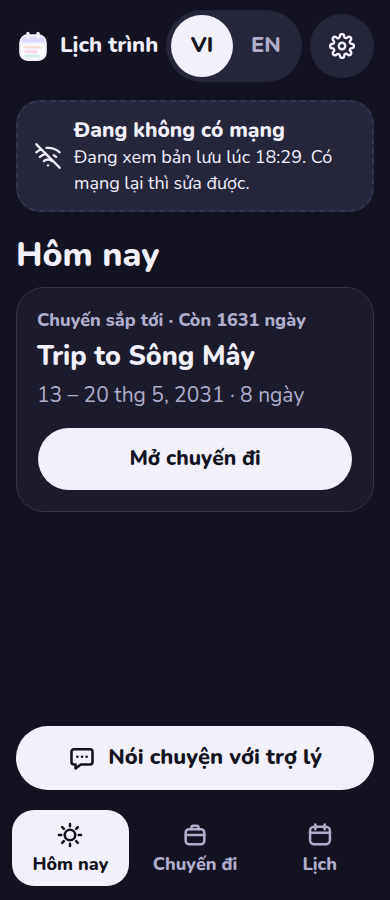 Lịch trình
VI
EN
Đang không có mạng
Đang xem bản lưu lúc 18:29. Có
mạng lại thì sửa được.
Hôm nay
Chuyến sắp tới · Còn 1631 ngày
Trip to Sông Mây
13 – 20 thg 5, 2031 · 8 ngày
Mở chuyến đi
Nói chuyện với trợ lý
Hôm nay
Chuyến đi
Lịch